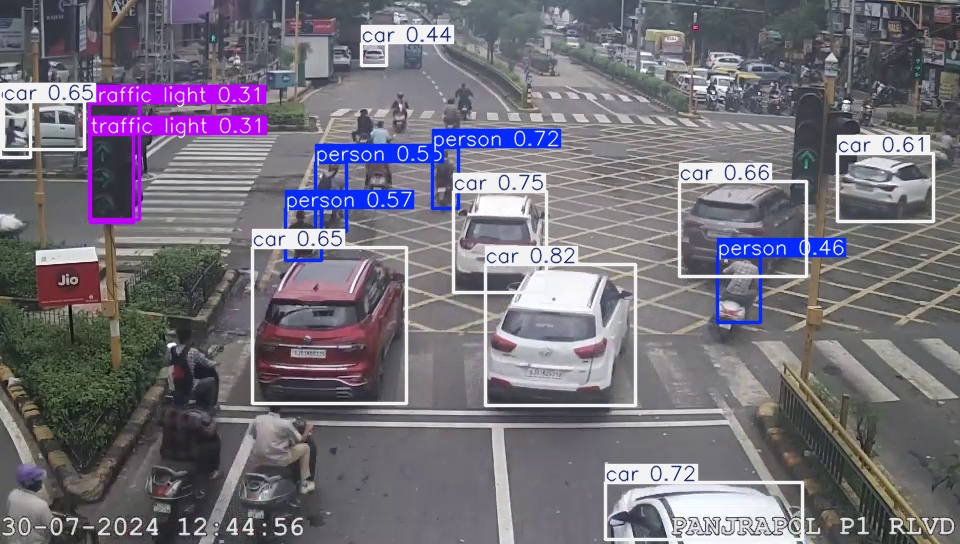 car 0.44
car 0.65
traffic light 0.31
traffic light 0.31
person 0.72
person 0.55
car 0.61
car 0.75
car 0.66
person 0.57
car 0.65
person 0.46
car 0.82
Jio
car 0.72
30-07-2024 12:44:56
PANJRAPOL P1 RLVD